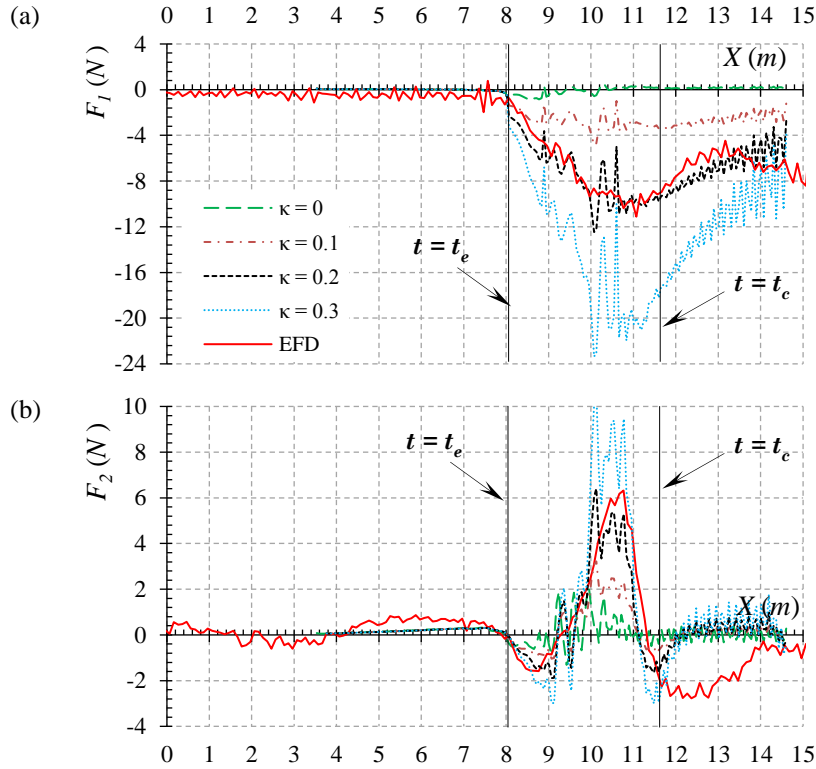 (a)
0 1 2 3 4 5 6 7 8 9 10 11 12 13 14 15
4
0
-4
-8
-12
-16
-20
-24
F1 (N)
X (m)
κ = 0
κ = 0.1
κ = 0.2
κ = 0.3
EFD
t = te
t = tc
(b)
10
8
6
4
2
0
-2
-4
F2 (N)
t = te
t = tc
X (m)
0 1 2 3 4 5 6 7 8 9 10 11 12 13 14 15